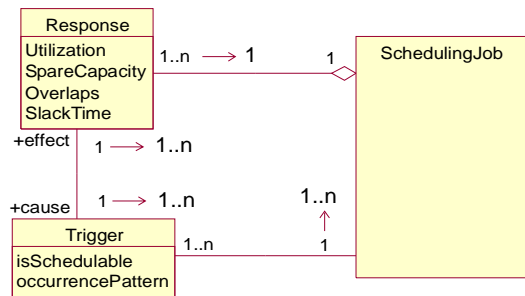 Response
Utilization
SpareCapacity
Overlaps
SlackTime
1..n → 1
1
SchedulingJob
+effect
1 → 1..n
1 → 1..n
+cause
Trigger
isSchedulable
occurrencePattern
1..n
1..n
↑
1